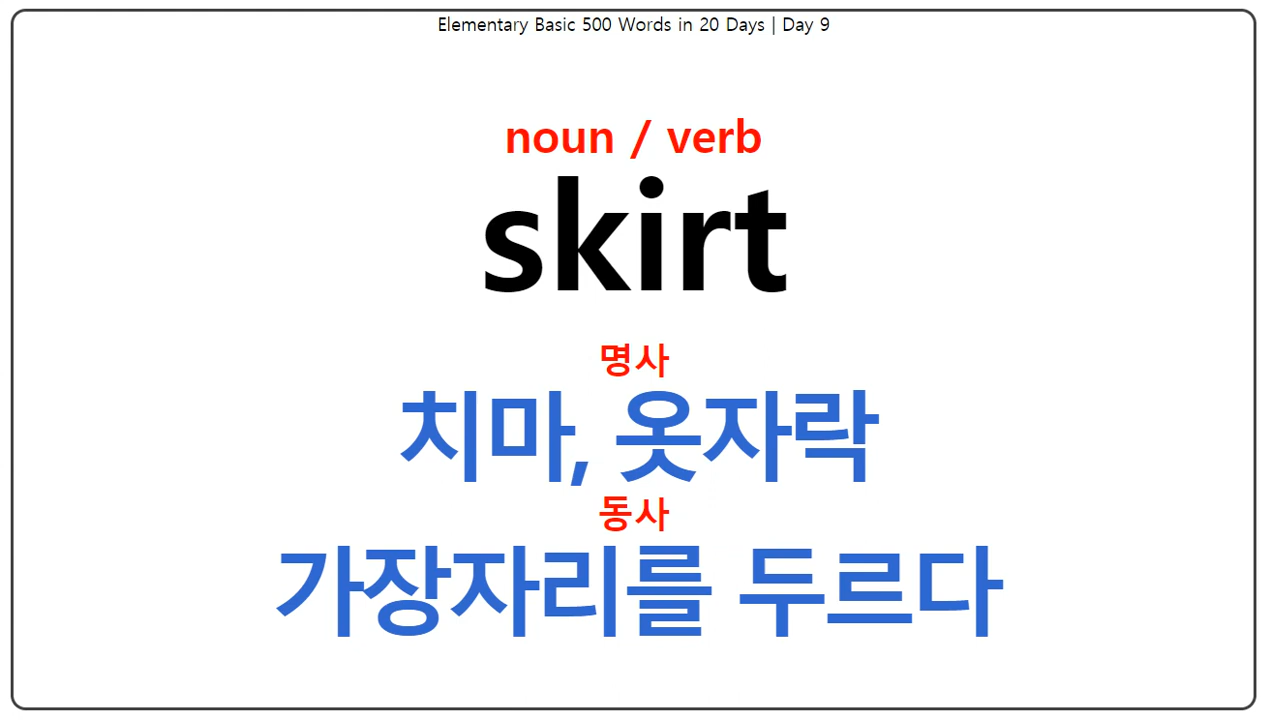 Elementary Basic 500 Words in 20 Days | Day 9
noun / verb
skirt
명사
치마, 옷자락
동사
가장자리를 두르다